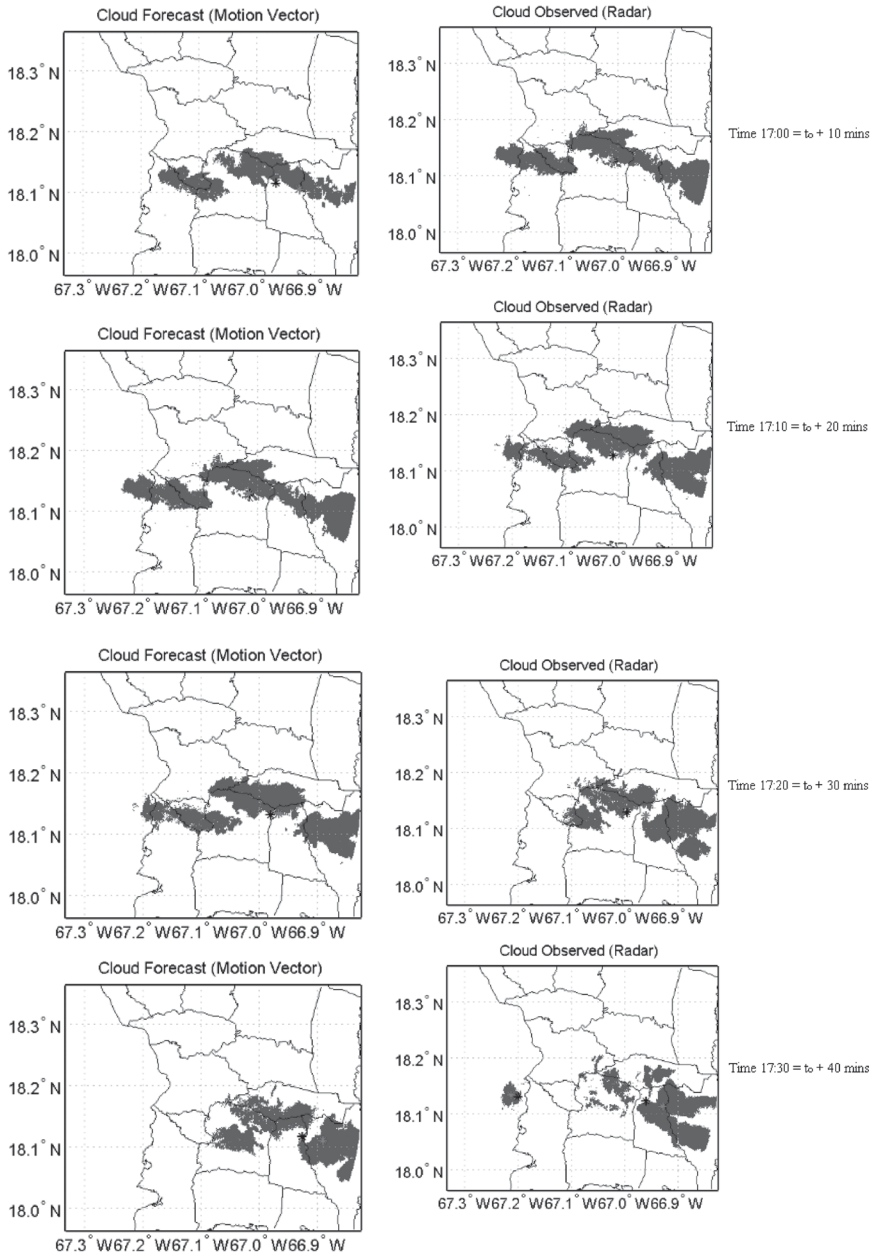 Cloud Forecast (Motion Vector)
18.3° N
18.2° N
18.1° N
18.0° N
67.3° W67.2° W67.1° W67.0° W66.9° W
Cloud Observed (Radar)
18.3° N
18.2° N
18.1° N
18.0° N
67.3° W67.2° W67.1° W67.0° W66.9° W
Time 17:00 = to + 10 mins
Cloud Forecast (Motion Vector)
18.3° N
18.2° N
18.1° N
18.0° N
67.3° W67.2° W67.1° W67.0° W66.9° W
Cloud Observed (Radar)
18.3° N
18.2° N
18.1° N
18.0° N
67.3° W67.2° W67.1° W67.0° W66.9° W
Time 17:10 = to + 20 mins
Cloud Forecast (Motion Vector)
18.3° N
18.2° N
18.1° N
18.0° N
67.3° W67.2° W67.1° W67.0° W66.9° W
Cloud Observed (Radar)
18.3° N
18.2° N
18.1° N
18.0° N
67.3° W67.2° W67.1° W67.0° W66.9° W
Time 17:20 = to + 30 mins
Cloud Forecast (Motion Vector)
18.3° N
18.2° N
18.1° N
18.0° N
67.3° W67.2° W67.1° W67.0° W66.9° W
Cloud Observed (Radar)
18.3° N
18.2° N
18.1° N
18.0° N
67.3° W67.2° W67.1° W67.0° W66.9° W
Time 17:30 = to + 40 mins